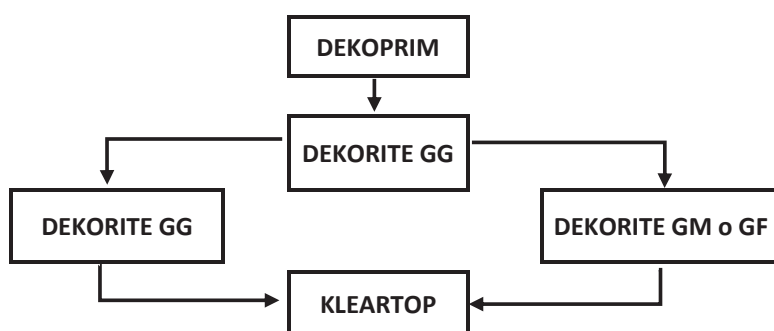 DEKOPRIM
DEKORITE GG
DEKORITE GG
DEKORITE GM o GF
KLEARTOP